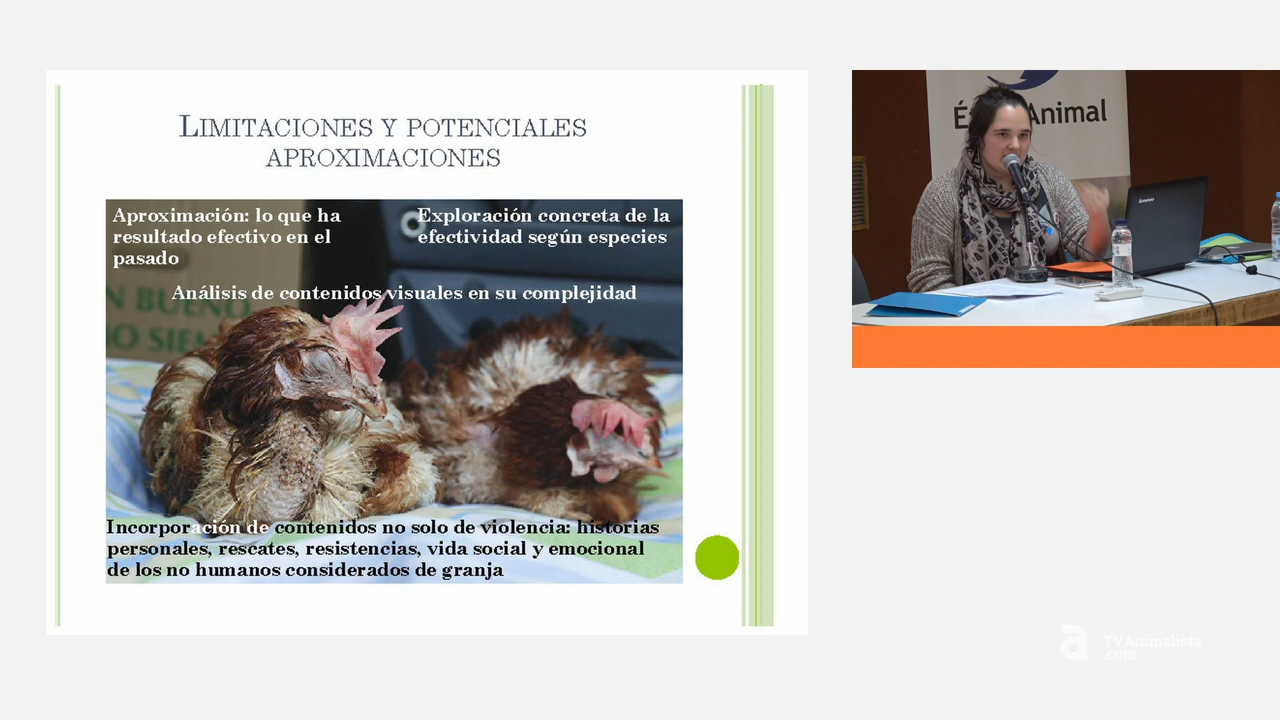 LIMITACIONES Y POTENCIALES
APROXIMACIONES
Aproximación: lo que ha
resultado efectivo en el
pasado
Exploración concreta de la
efectividad según especies
Análisis de contenidos visuales en su complejidad
Incorporación de contenidos no solo de violencia: historias
personales, rescates, resistencias, vida social y emocional
de los no humanos considerados de granja
Animal
lenovo
TVAnimalista
.com